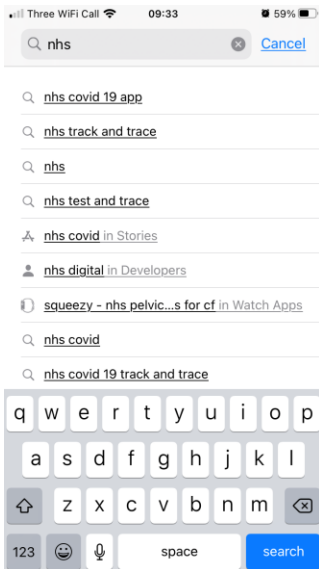 Three WiFi Call 09:33 59%
nhs Cancel
nhs covid 19 app
nhs track and trace
nhs
nhs test and trace
nhs covid in Stories
nhs digital in Developers
squeezy - nhs pelvic...s for cf in Watch Apps
nhs covid
nhs covid 19 track and trace
q w e r t y u i o p
a s d f g h j k l
z x c v b n m
123 space search